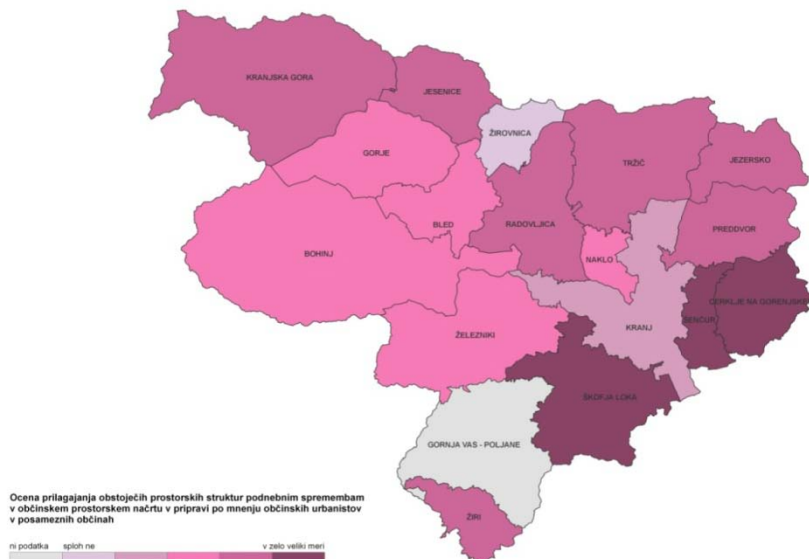 KRANJSKA GORA
JESENICE
ŽIROVNICA
GORJE
TRŽIČ
JEZERSKO
BLED
RADOVLJICA
PREDDVOR
BOHINJ
NAKLO
CERKLJE NA GORENJSKEM
ŠENČUR
KRANJ
ŽELEZNIKI
ŠKOFJA LOKA
GORNJA VAS - POLJANE
ŽIRI
Ocena prilagajanja obstoječih prostorskih struktur podnebnim spremembam
v občinskem prostorskem načrtu v pripravi po mnenju občinskih urbanistov
v posameznih občinah
ni podatka sploh ne v zelo veliki meri